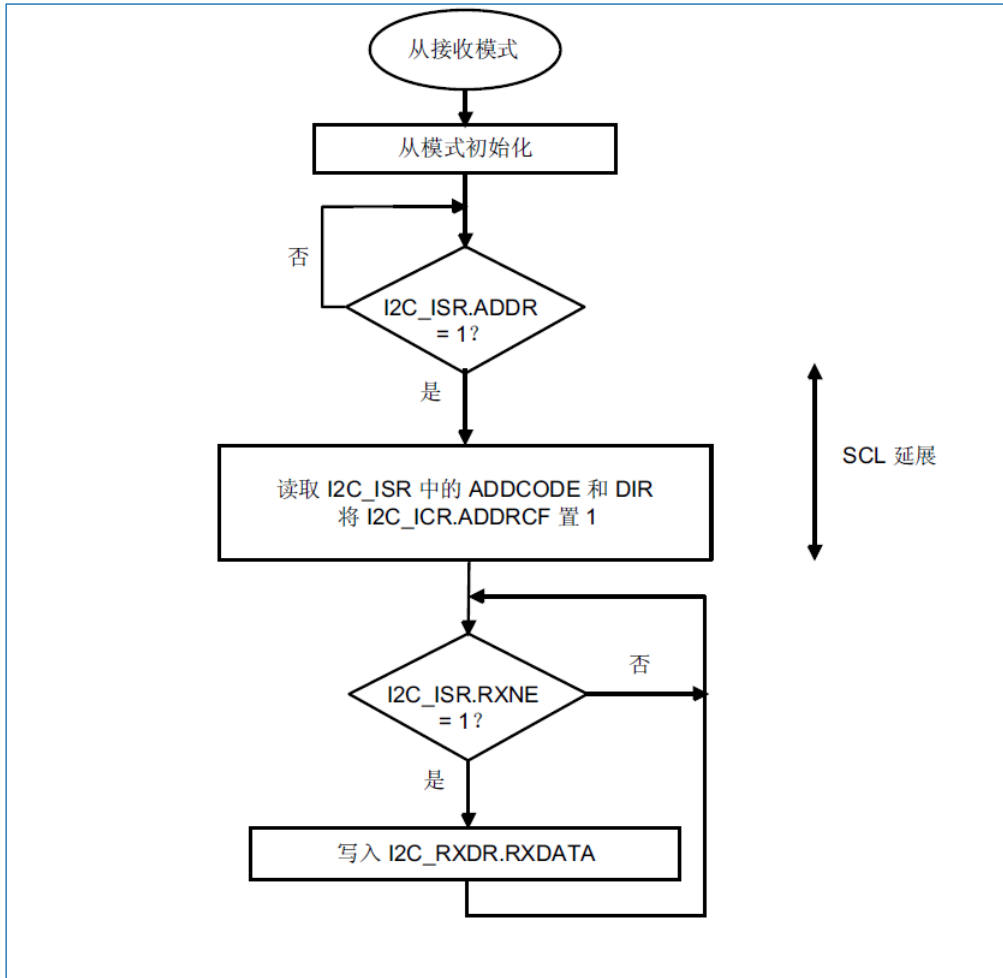 从接收模式
从模式初始化
否
I2C_ISR.ADDR
= 1?
是
SCL 延展
读取 I2C_ISR 中的 ADDCODE 和 DIR
将 I2C_ICR.ADDRCF 置 1
否
I2C_ISR.RXNE
= 1?
是
写入 I2C_RXDR.RXDATA